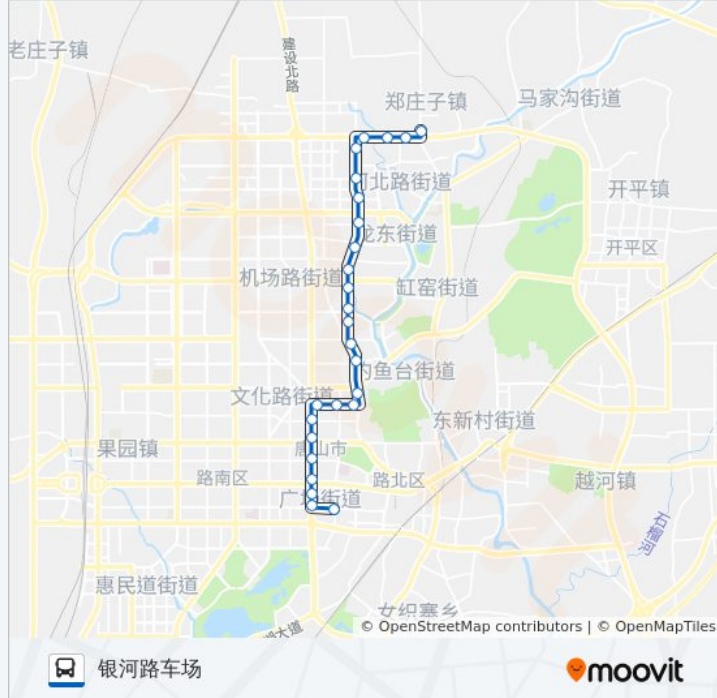 老庄子镇
建设北路
郑庄子镇
马家沟街道
河北路街道
开平镇
龙东街道
开平区
机场路街道
缸窑街道
钓鱼台街道
文化路街道
东新村街道
果园镇
唐山市
路南区
路北区
越河镇
广场街道
石榴河
惠民道街道
女织寨乡
湖大道
© OpenStreetMap contributors | © OpenMapTiles
银河路车场
moovit